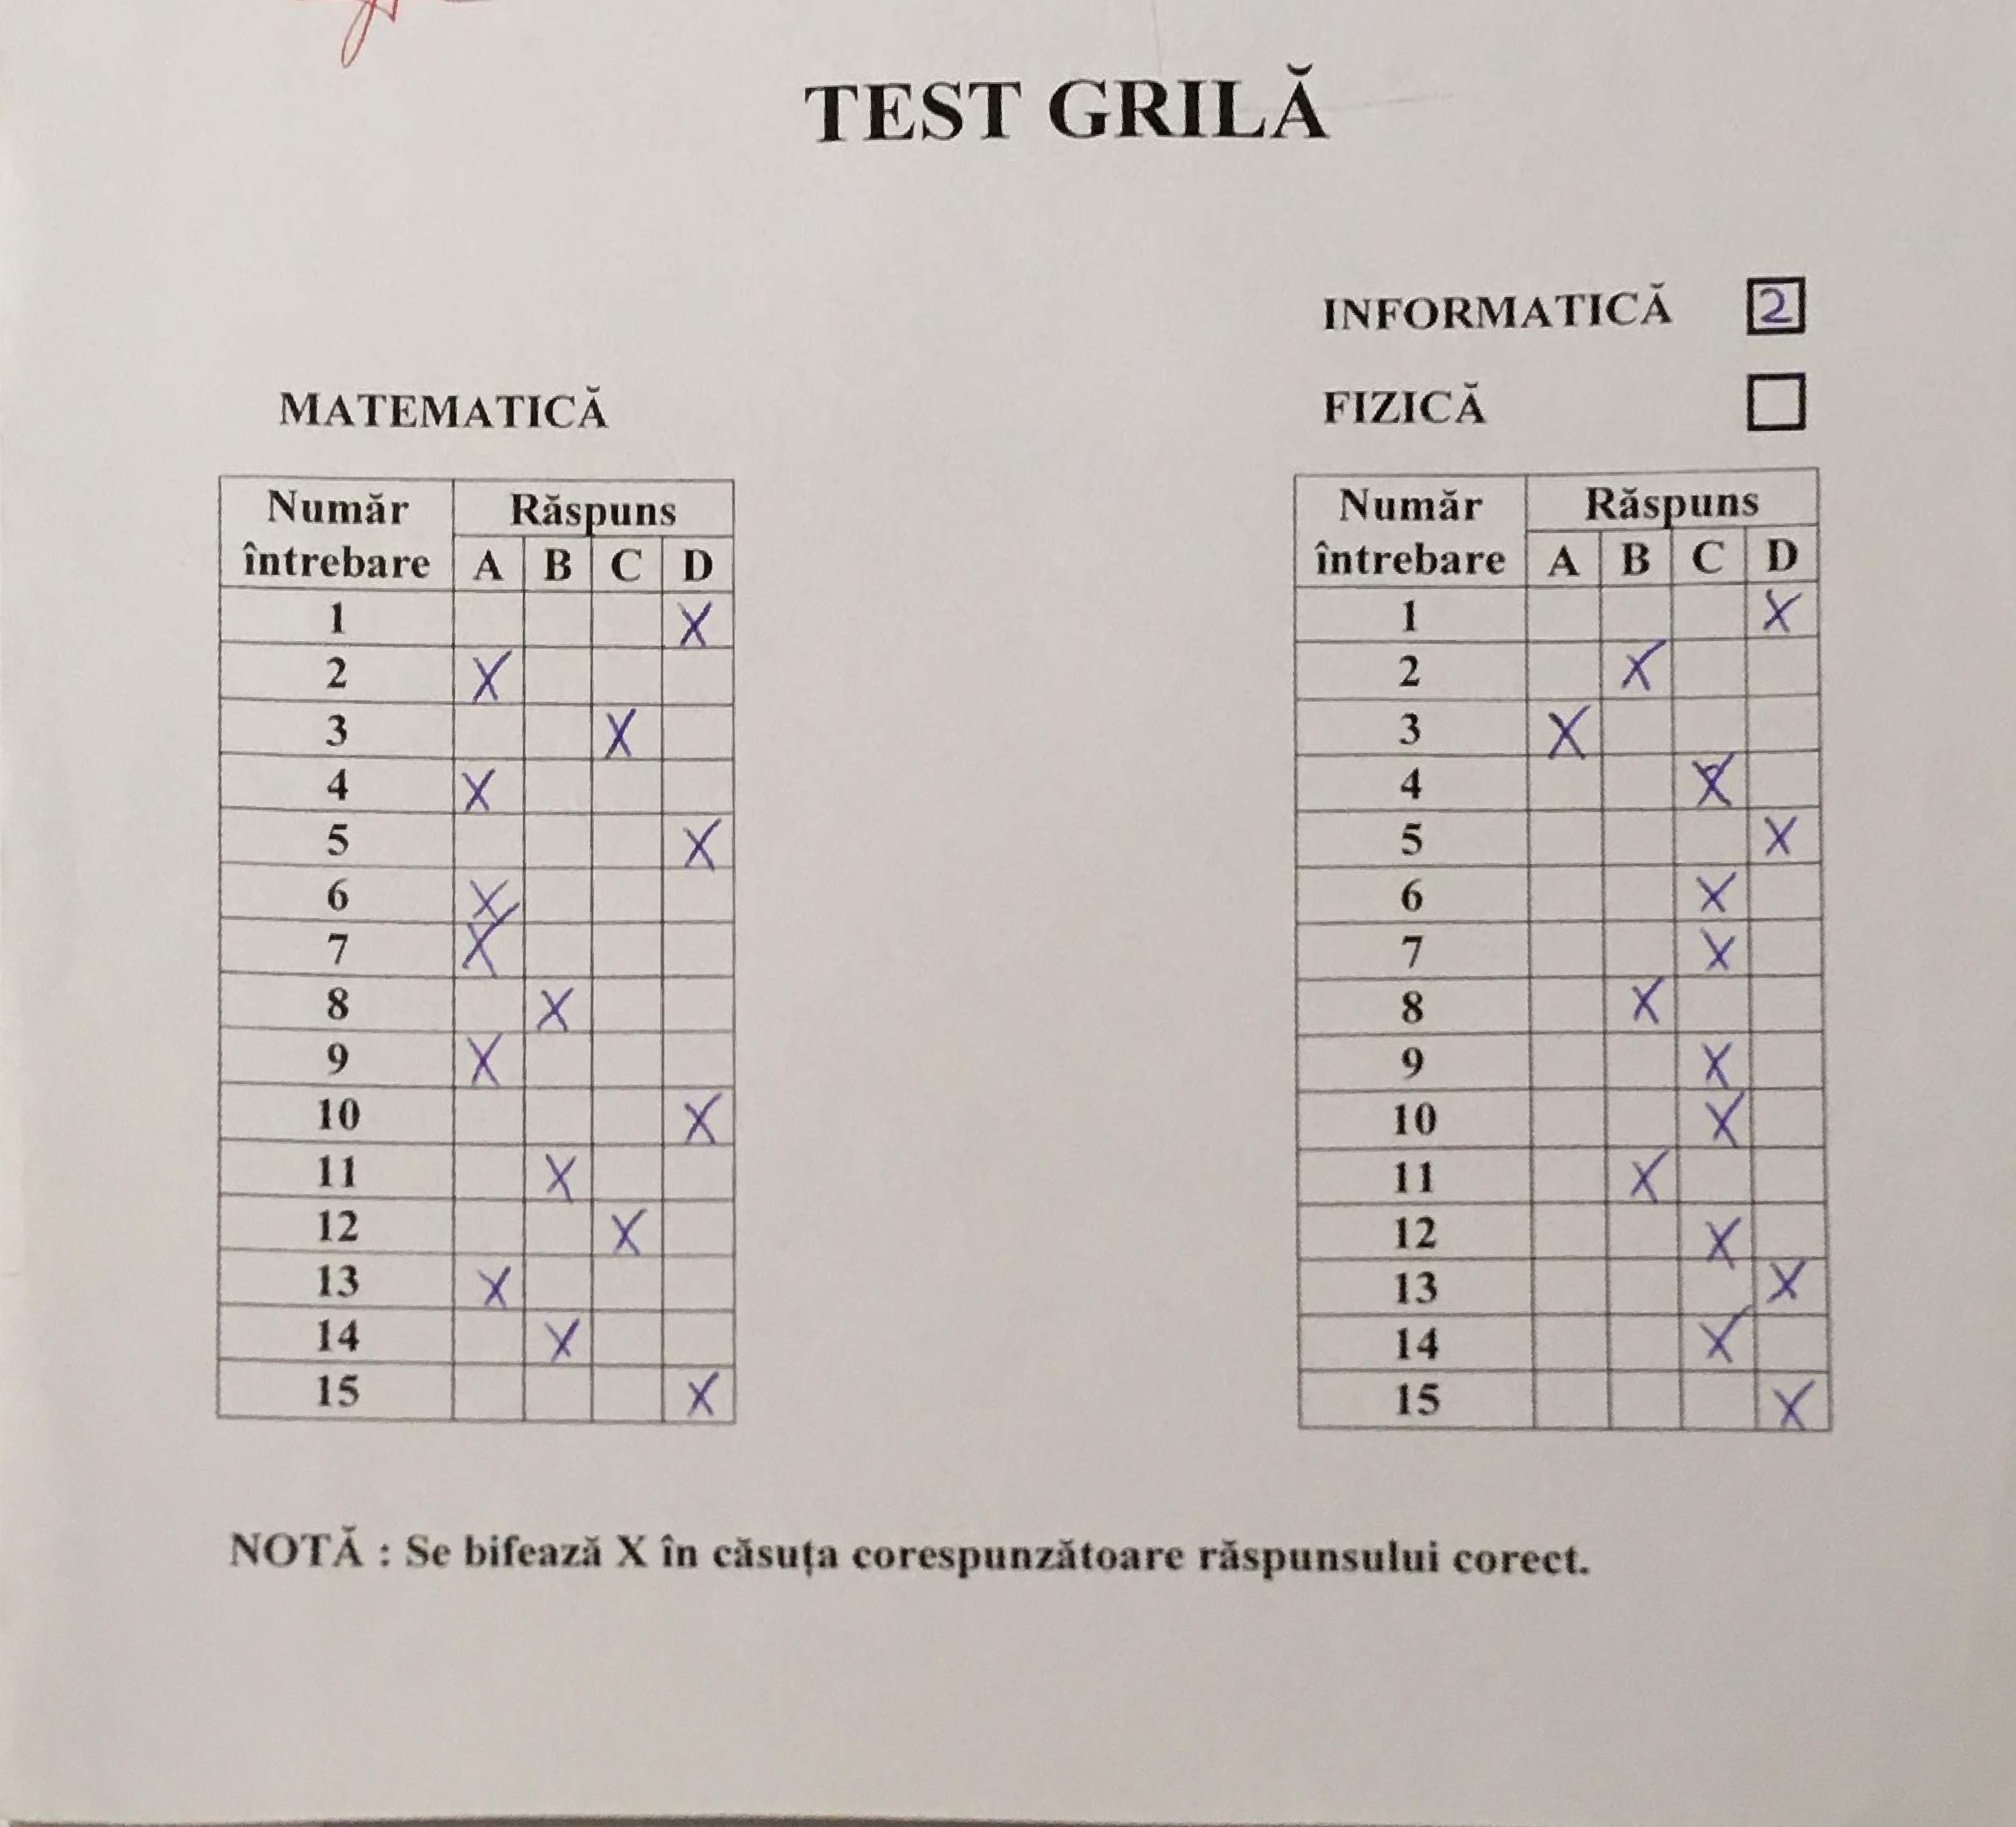 TEST GRILĂ
INFORMATICĂ 2
FIZICĂ
MATEMATICĂ
Număr întrebare Răspuns
A B C D
1 X
2 X
3 X
4 X
5 X
6 X
7 X
8 X
9 X
10 X
11 X
12 X
13 X
14 X
15 X
Număr întrebare Răspuns
A B C D
1 X
2 X
3 X
4 X
5 X
6 X
7 X
8 X
9 X
10 X
11 X
12 X
13 X
14 X
15 X
NOTĂ : Se bifează X în căsuța corespunzătoare răspunsului corect.